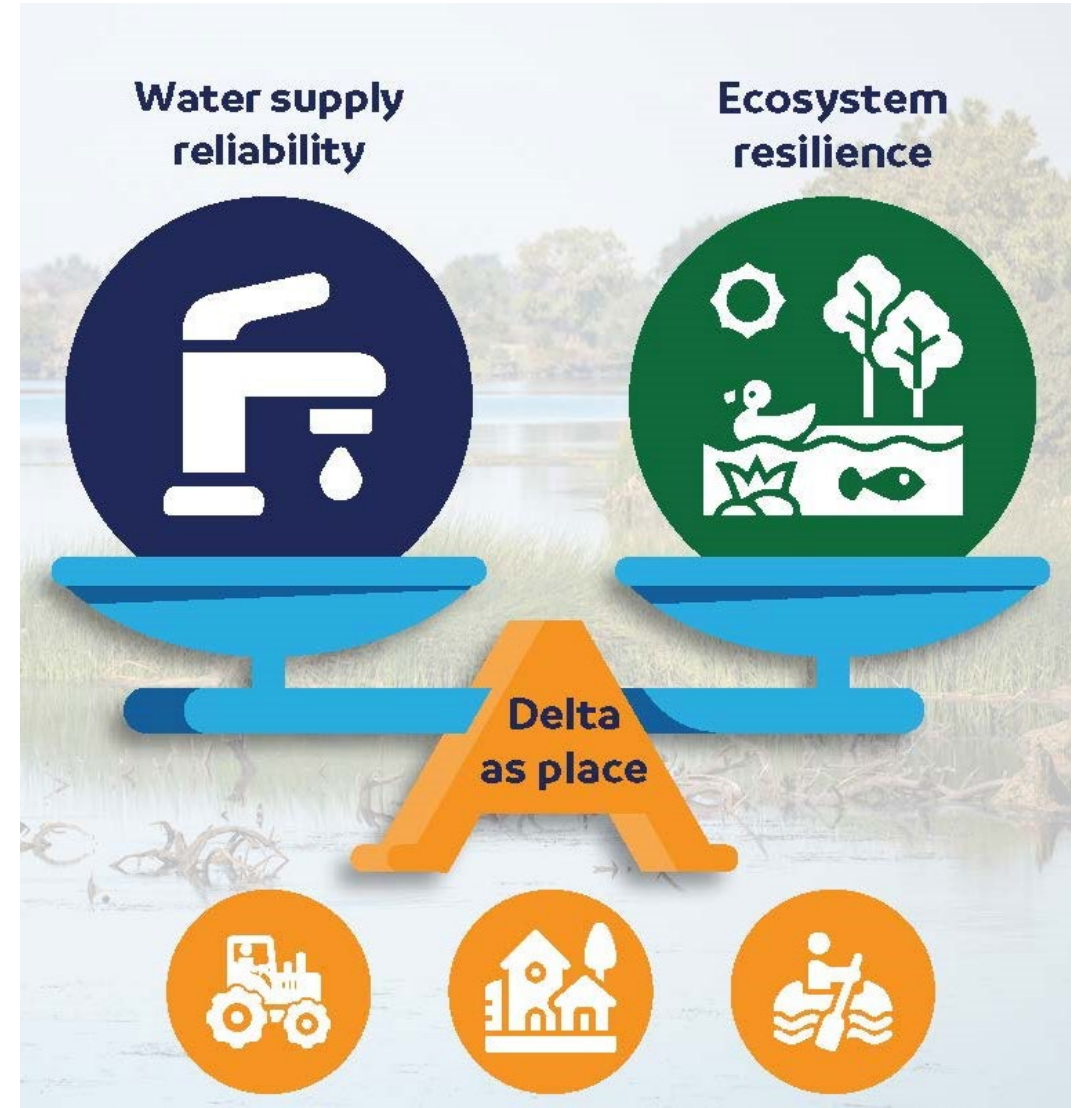 Water supply
reliability
Ecosystem
resilience
Delta
as place